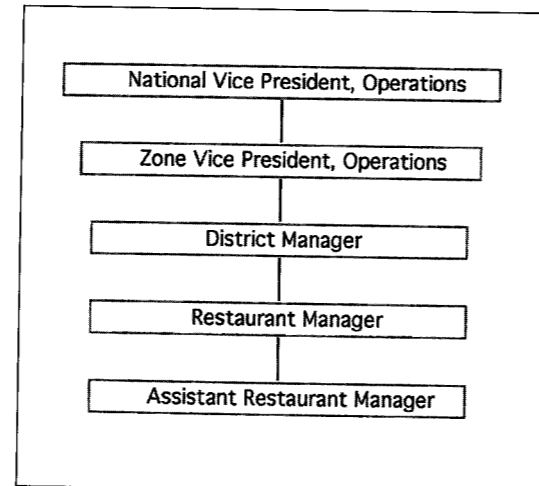 National Vice President, Operations
Zone Vice President, Operations
District Manager
Restaurant Manager
Assistant Restaurant Manager